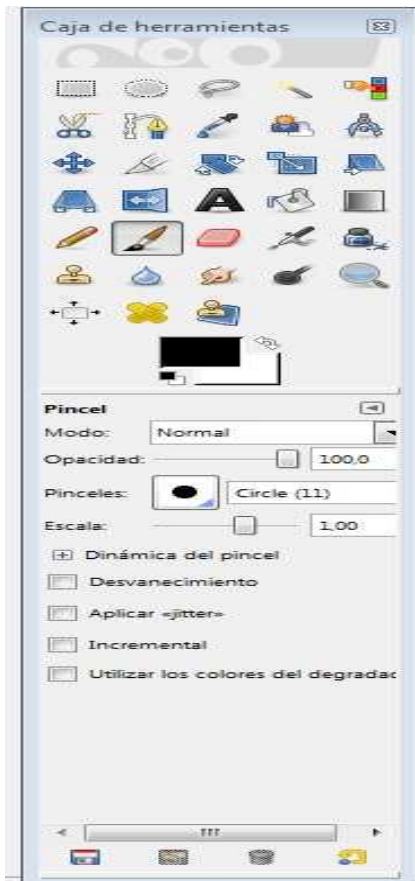 Caja de herramientas
Pincel
Modo: Normal
Opacidad: 100,0
Pinceles: Circle (11)
Escala: 1,00
Dinámica del pincel
Desvanecimiento
Aplicar «jitter»
Incremental
Utilizar los colores del degradac